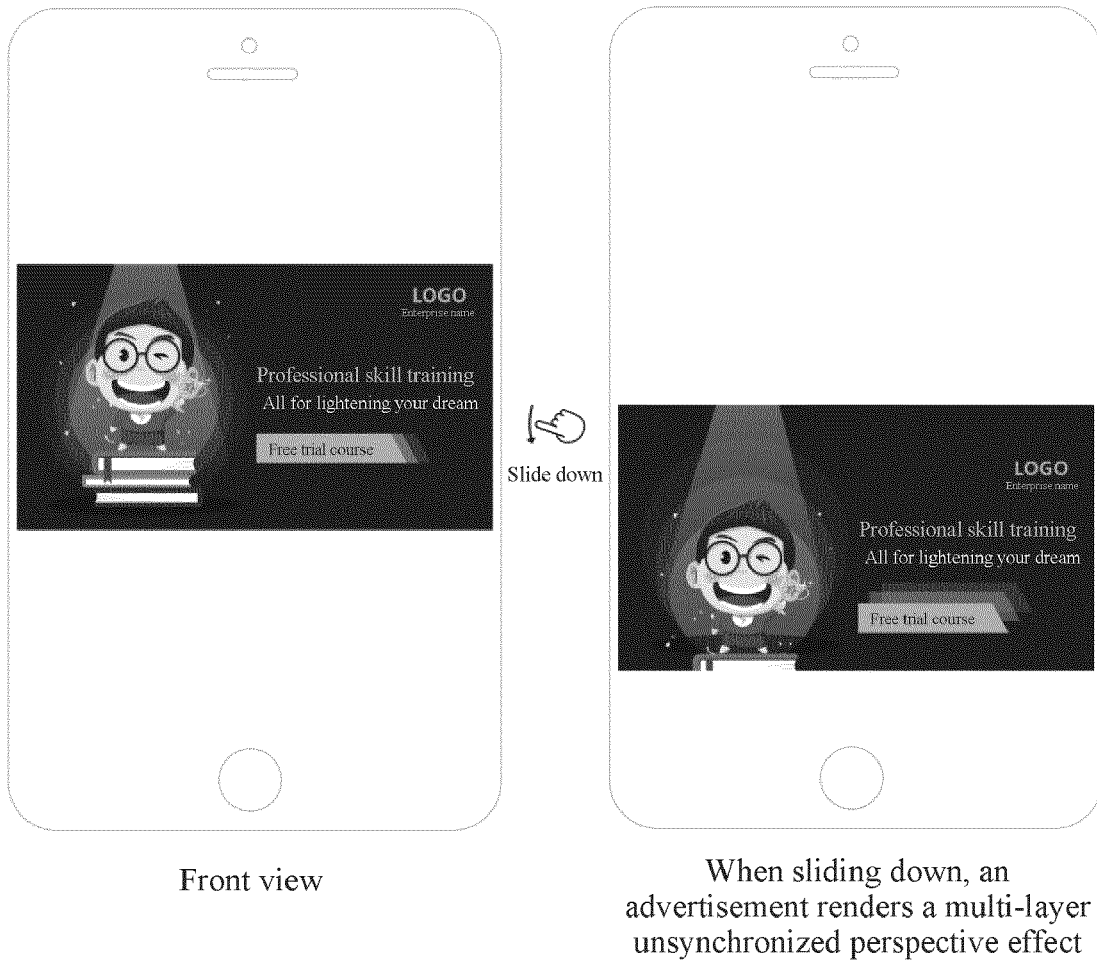 LOGO
Enterprise name
Professional skill training
All for lightening your dream
Free trial course
Slide down
LOGO
Enterprise name
Professional skill training
All for lightening your dream
Free trial course
Front view
When sliding down, an
advertisement renders a multi-layer
unsynchronized perspective effect